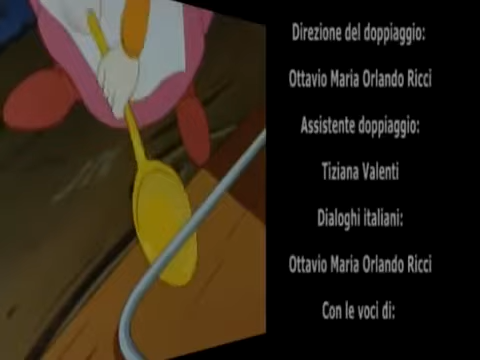 Direzione del doppiaggio:
Ottavio Maria Orlando Ricci
Assistente doppiaggio:
Tiziana Valenti
Dialoghi italiani:
Ottavio Maria Orlando Ricci
Con le voci di: